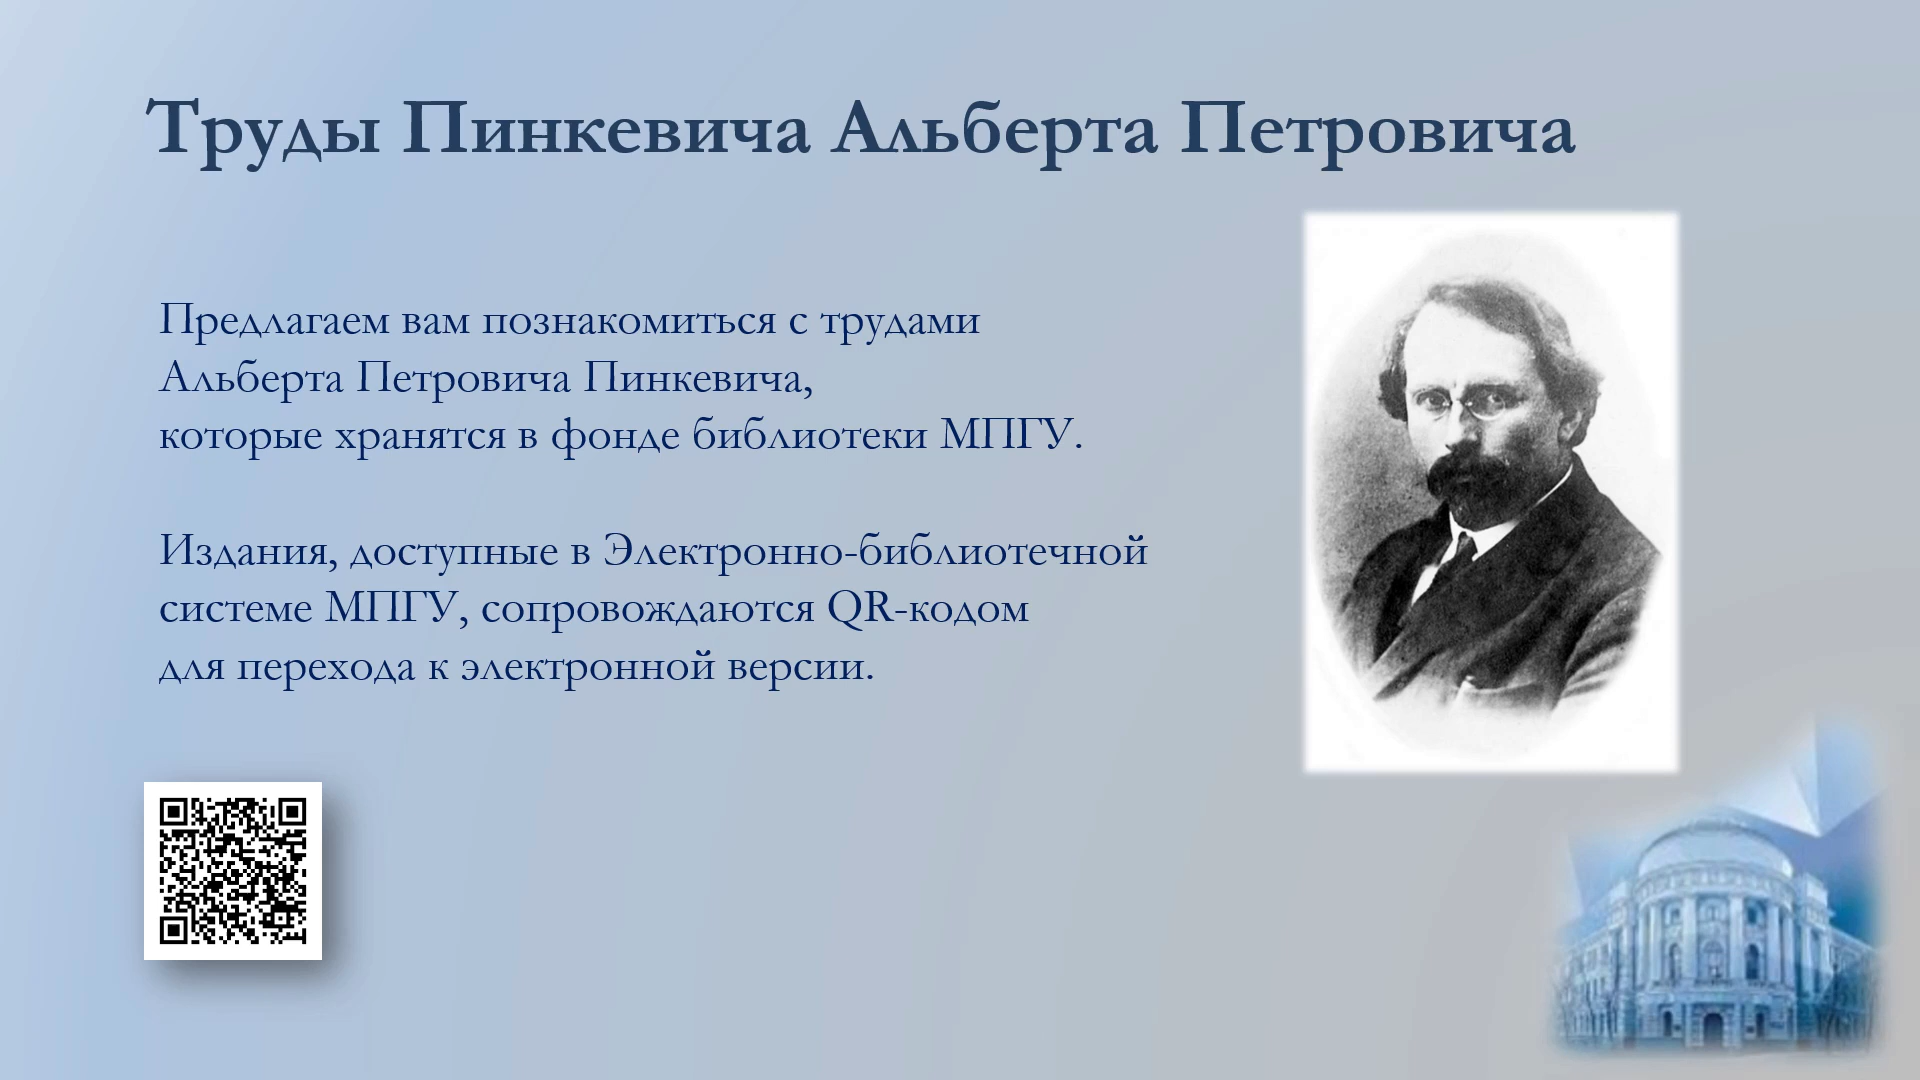 Труды Пинкевича Альберта Петровича
Предлагаем вам познакомиться с трудами
Альберта Петровича Пинкевича,
которые хранятся в фонде библиотеки МПГУ.
Издания, доступные в Электронно-библиотечной
системе МПГУ, сопровождаются QR-кодом
для перехода к электронной версии.